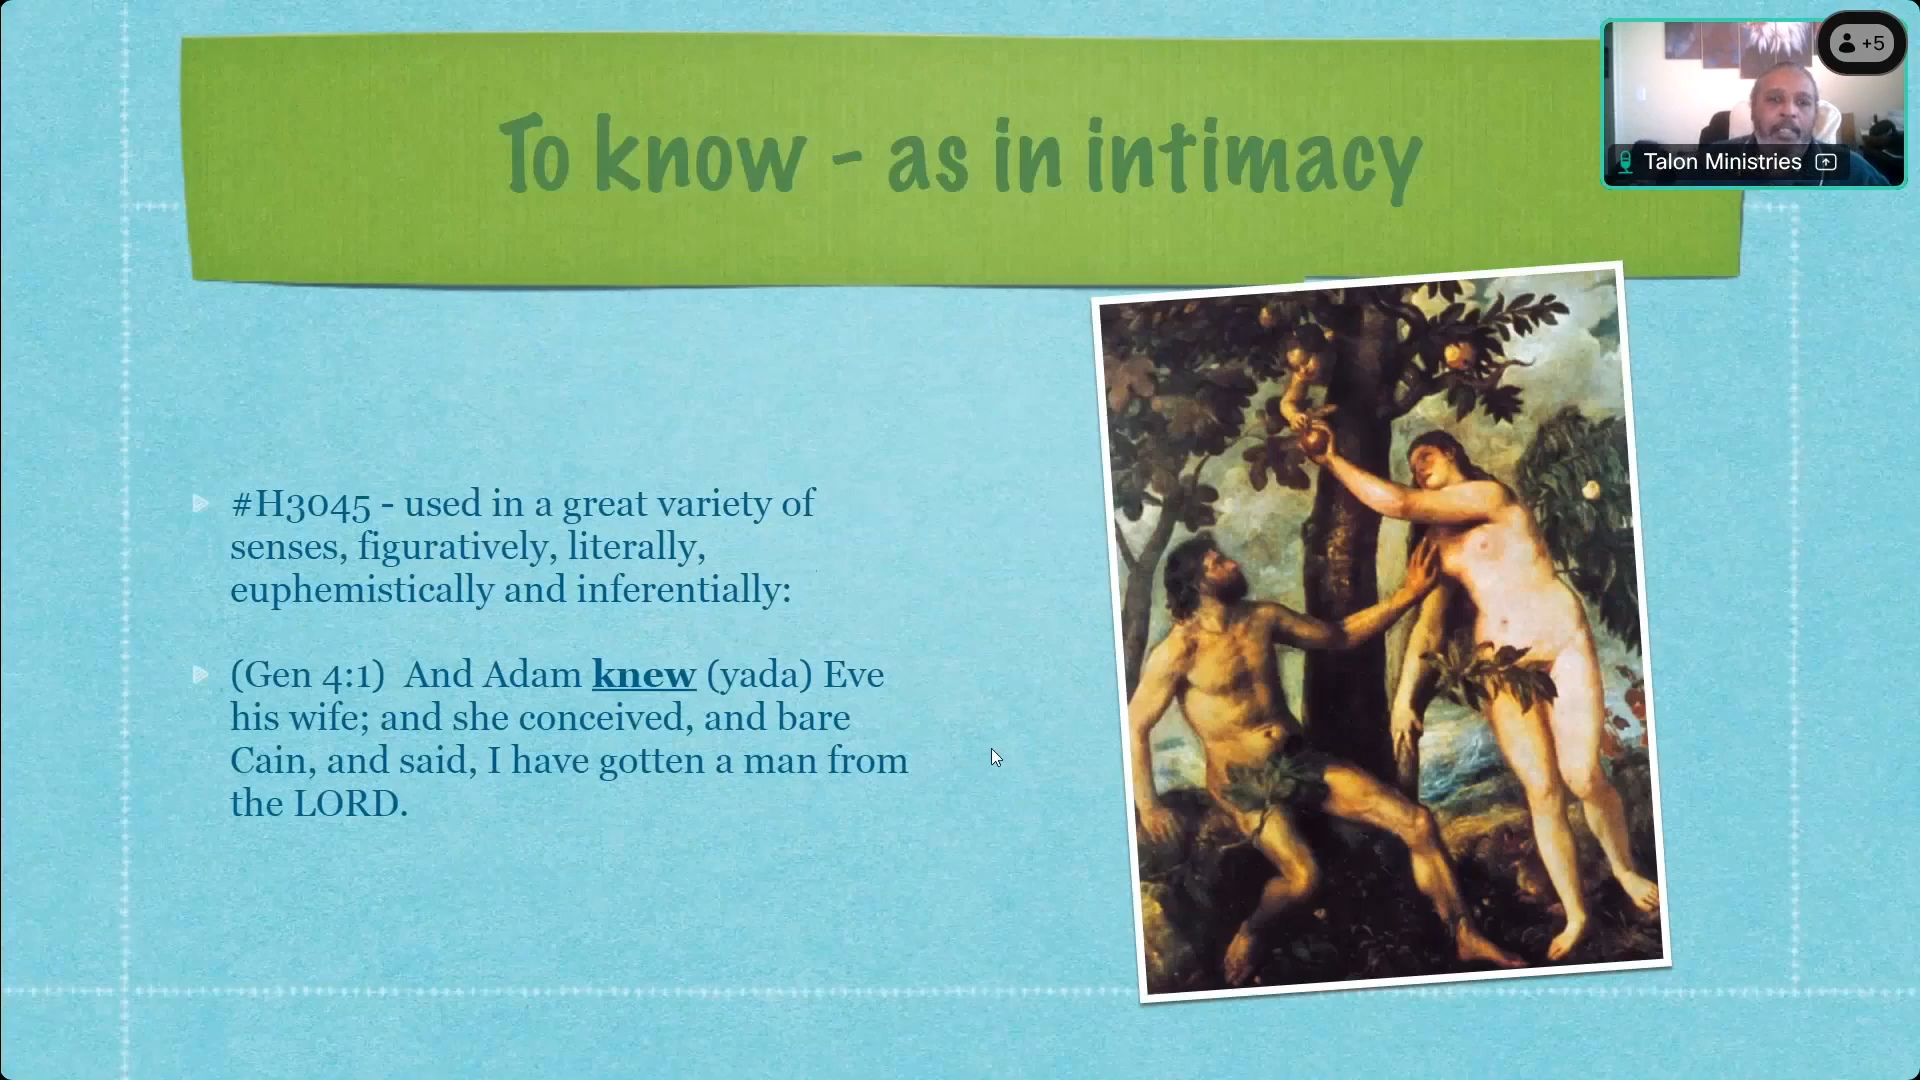 To know - as in intimacy
+5
Talon Ministries
#H3045 - used in a great variety of
senses, figuratively, literally,
euphemistically and inferentially:
(Gen 4:1)  And Adam knew (yada) Eve
his wife; and she conceived, and bare
Cain, and said, I have gotten a man from
the LORD.